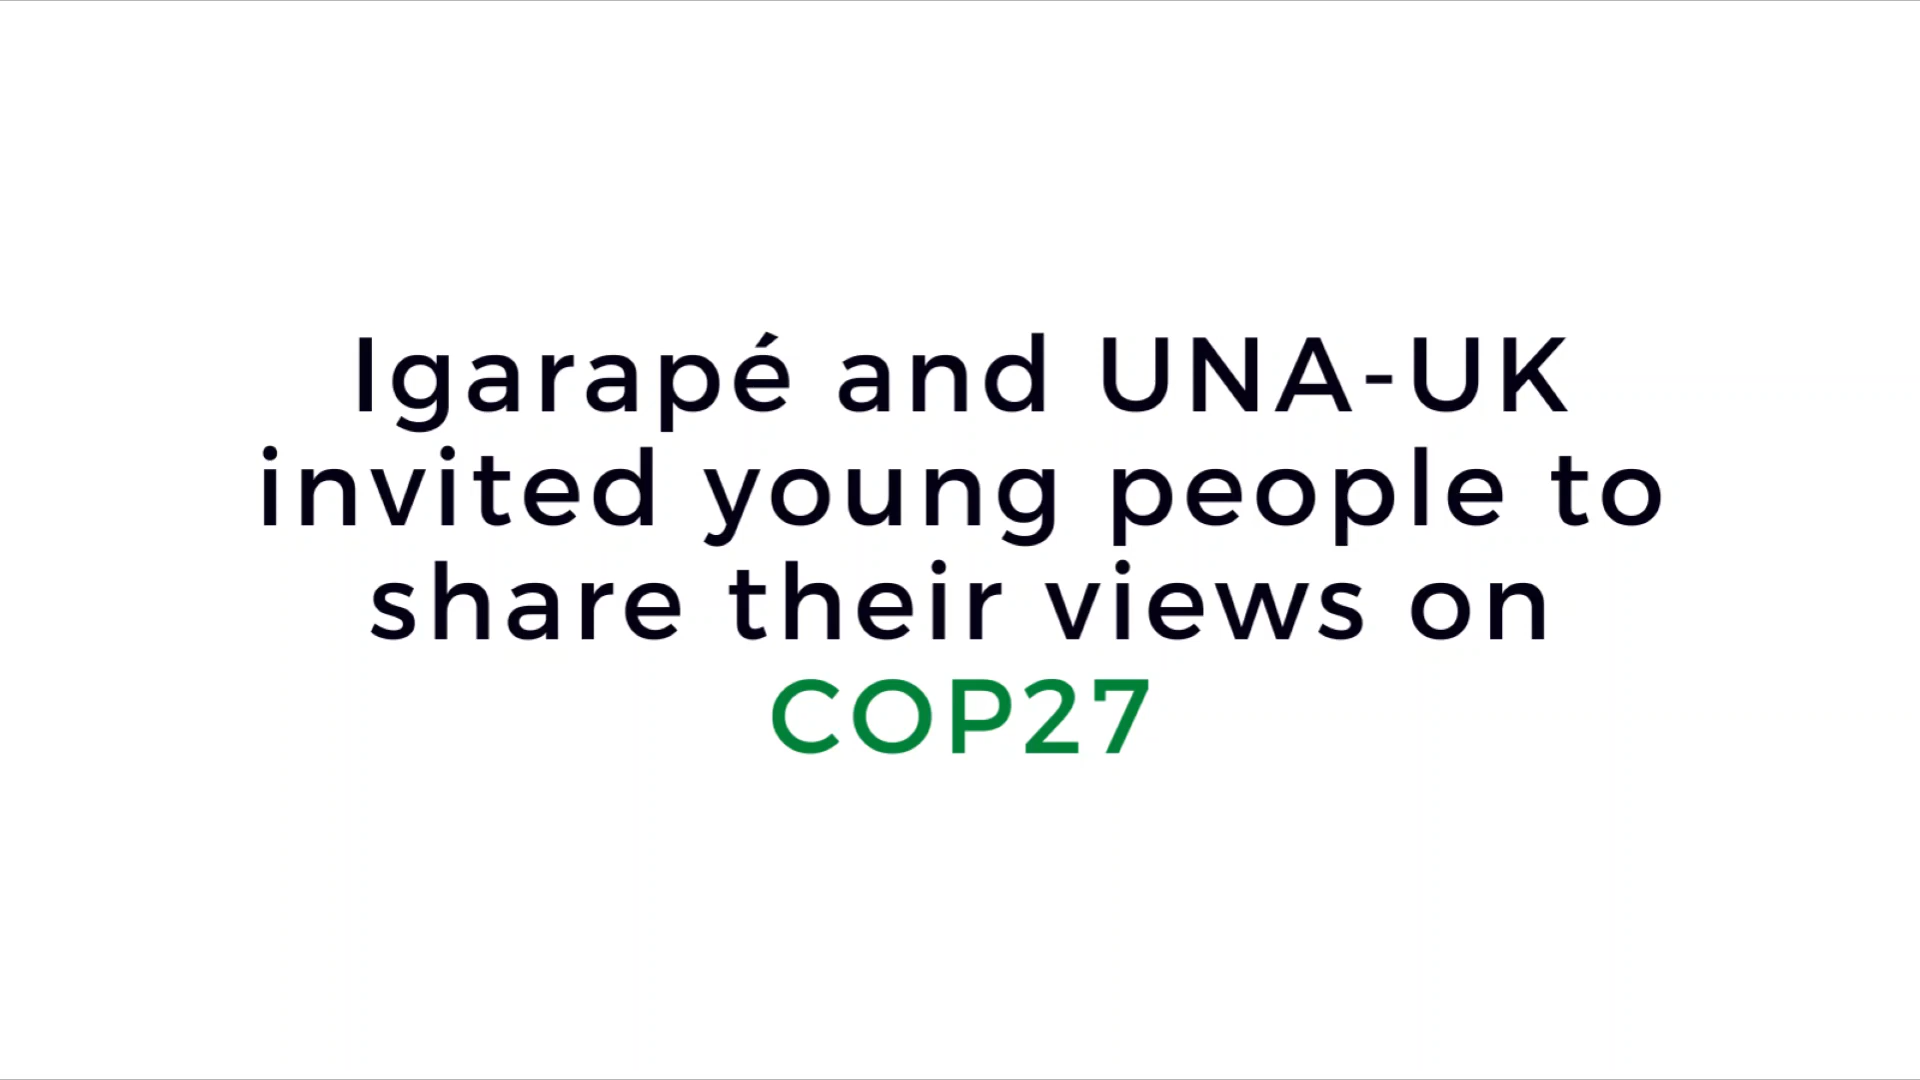 Igarapé and UNA-UK
invited young people to
share their views on
COP27